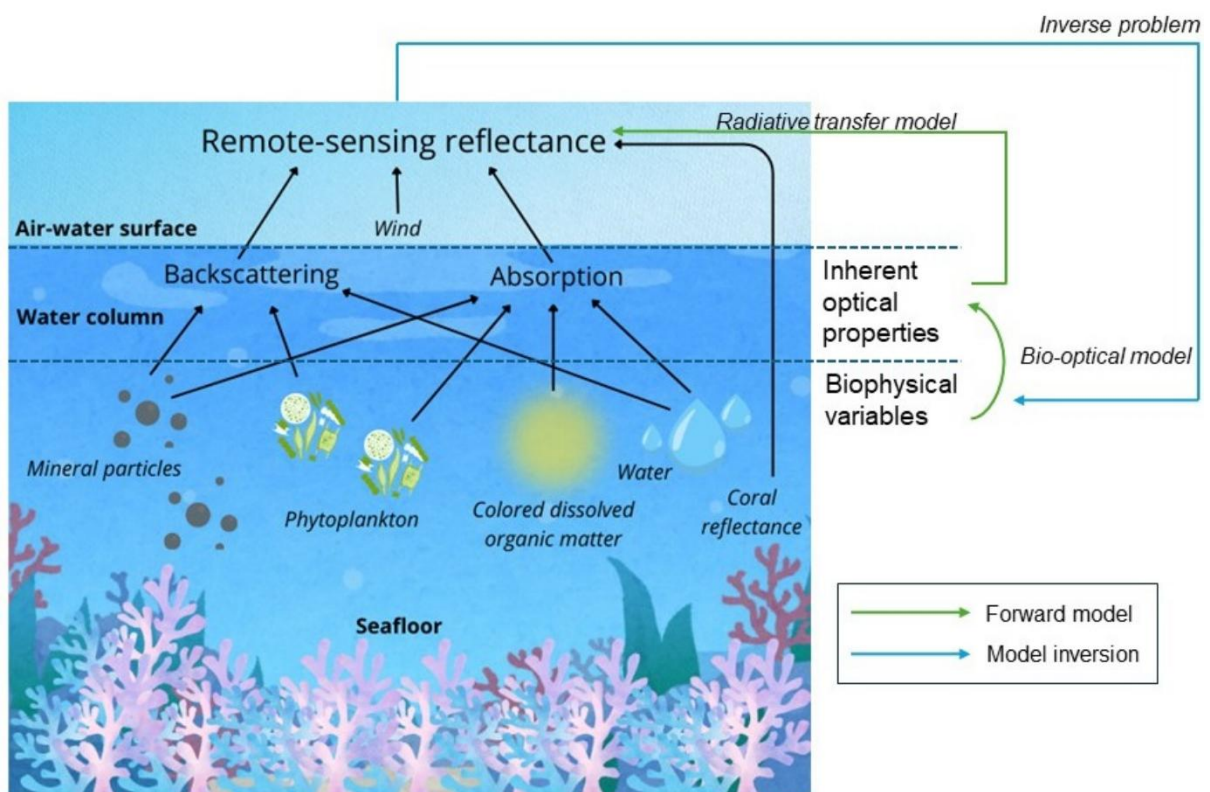 Inverse problem
Radiative transfer model
Remote-sensing reflectance
Air-water surface
Wind
Backscattering
Absorption
Inherent
optical
properties
Water column
Bio-optical model
Biophysical
variables
Mineral particles
Phytoplankton
Colored dissolved
organic matter
Water
Coral
reflectance
Seafloor
Forward model
Model inversion